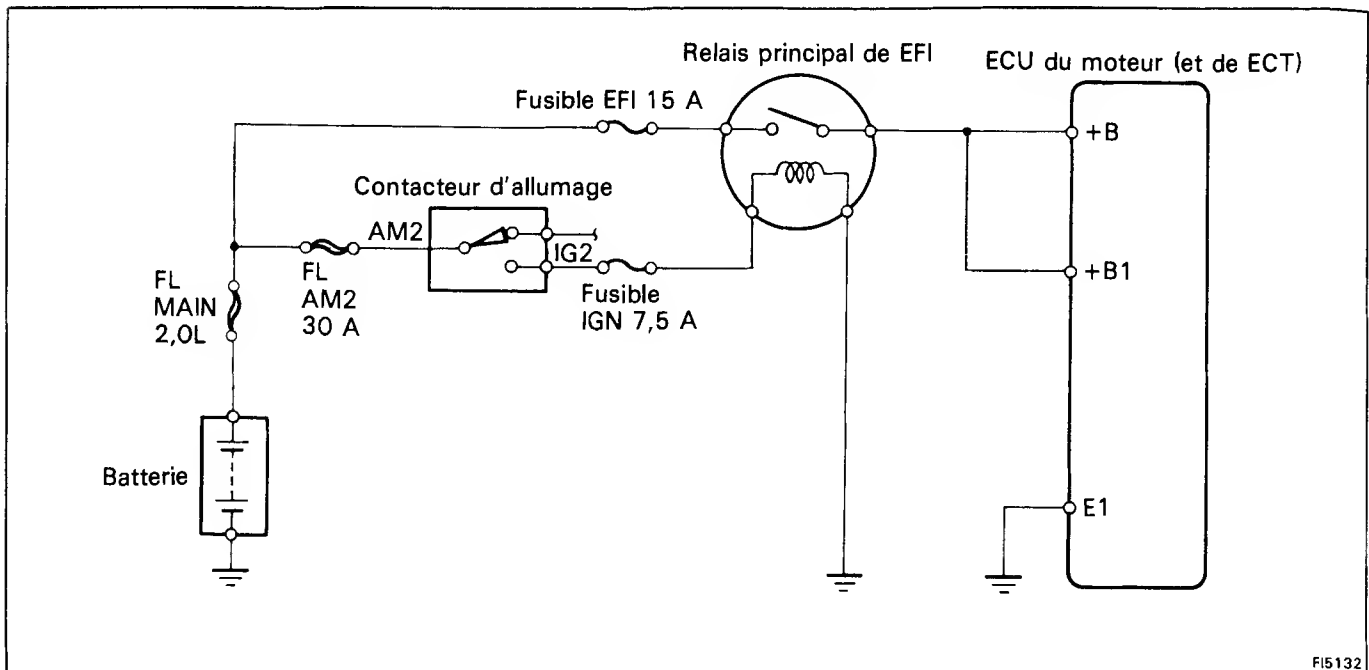 Relais principal de EFI
ECU du moteur (et de ECT)
Fusible EFI 15 A
+B
Contacteur d'allumage
AM2
IG2
+B1
FL
MAIN
2,0L
FL
AM2
30 A
Fusible
IGN 7,5 A
Batterie
E1
FI5132